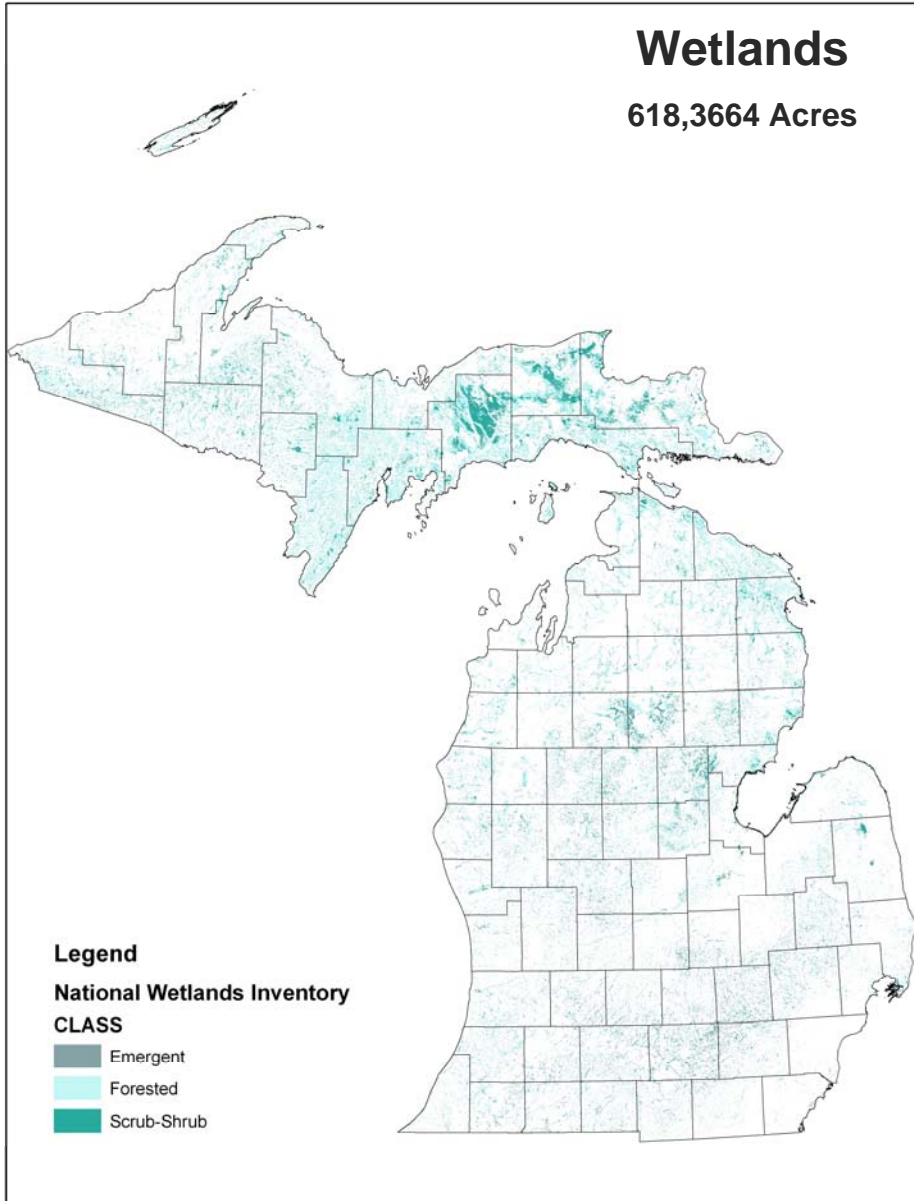 Wetlands
618,3664 Acres
Legend
National Wetlands Inventory
CLASS
Emergent
Forested
Scrub-Shrub